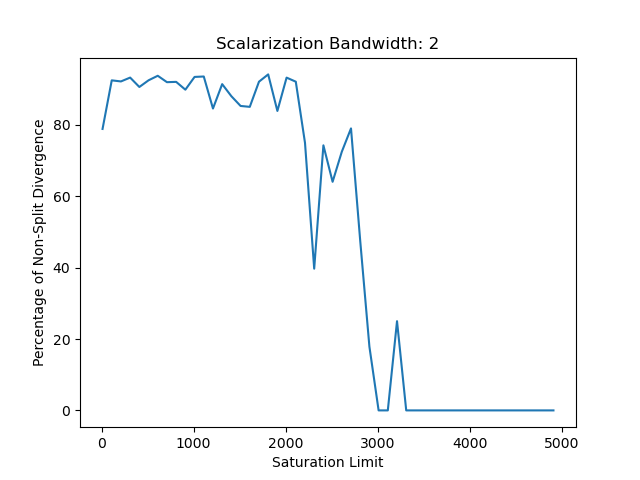 Scalarization Bandwidth: 2
Percentage of Non-Split Divergence
80
60
40
20
0
0 1000 2000 3000 4000 5000
Saturation Limit